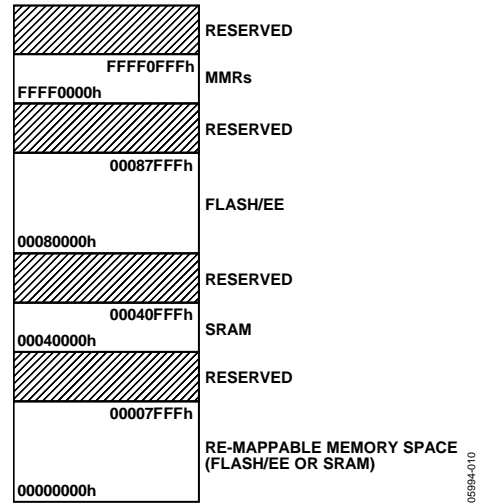 RESERVED
FFFF0FFFh
MMRs
FFFF0000h
RESERVED
00087FFFh
FLASH/EE
00080000h
RESERVED
00040FFFh
SRAM
00040000h
RESERVED
00007FFFh
RE-MAPPABLE MEMORY SPACE
(FLASH/EE OR SRAM)
00000000h
05994-010